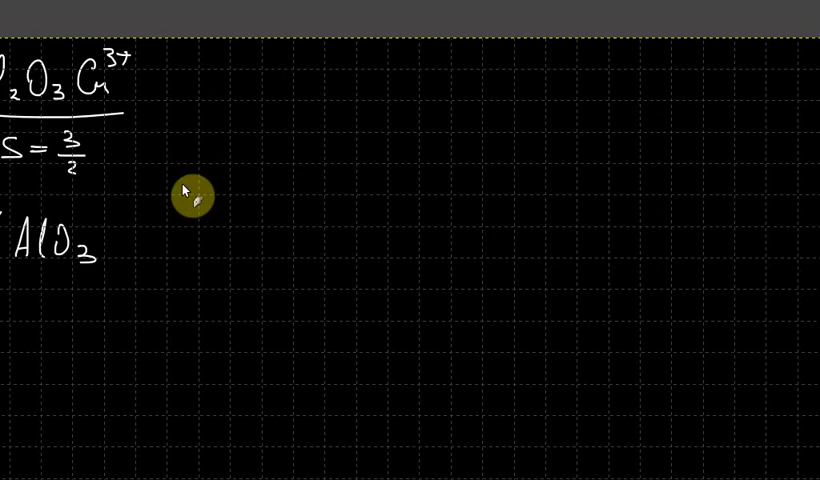 ₂O₃ Cr³⁺
S = 3/2
AlO₃